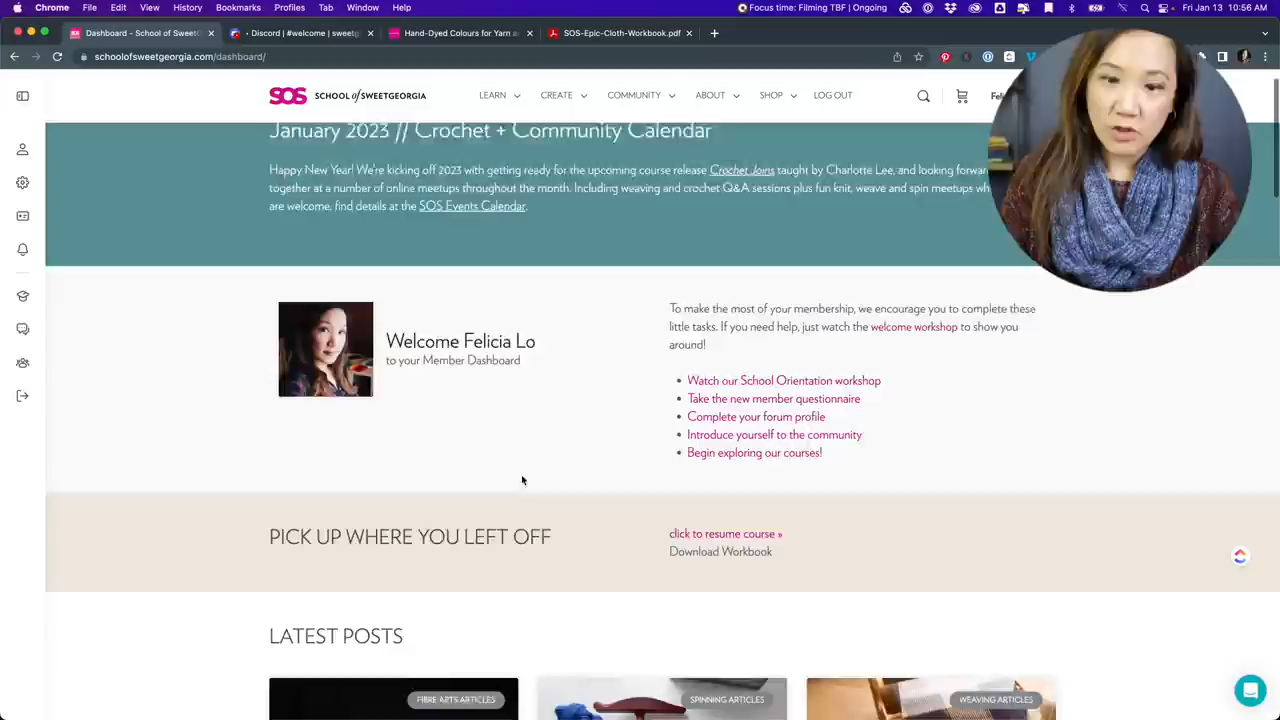 Chrome File Edit View History Bookmarks Profiles Tab Window Help
Focus time: Filming TBF | Ongoing
Fri Jan 13 10:56 AM
Dashboard - School of Sweet
Discord | #welcome | sweetg
Hand-Dyed Colours for Yarn a
SOS-Epic-Cloth-Workbook.pdf
schoolofsweetgeorgia.com/dashboard/
SOS SCHOOL of SWEETGEORGIA
LEARN CREATE COMMUNITY ABOUT SHOP LOG OUT
January 2023 // Crochet + Community Calendar
Happy New Year! We're kicking off 2023 with getting ready for the upcoming course release Crochet Joins taught by Charlotte Lee, and looking
together at a number of online meetups throughout the month. Including weaving and crochet Q&A sessions plus fun knit, weave and spin meetups
are welcome, find details at the SOS Events Calendar.
Welcome Felicia Lo
to your Member Dashboard
To make the most of your membership, we encourage you to complete these
little tasks. If you need help, just watch the welcome workshop to show you
around!
• Watch our School Orientation workshop
• Take the new member questionnaire
• Complete your forum profile
• Introduce yourself to the community
• Begin exploring our courses!
PICK UP WHERE YOU LEFT OFF
click to resume course »
Download Workbook
LATEST POSTS
FIBRE ARTS ARTICLES
SPINNING ARTICLES
WEAVING ARTICLES